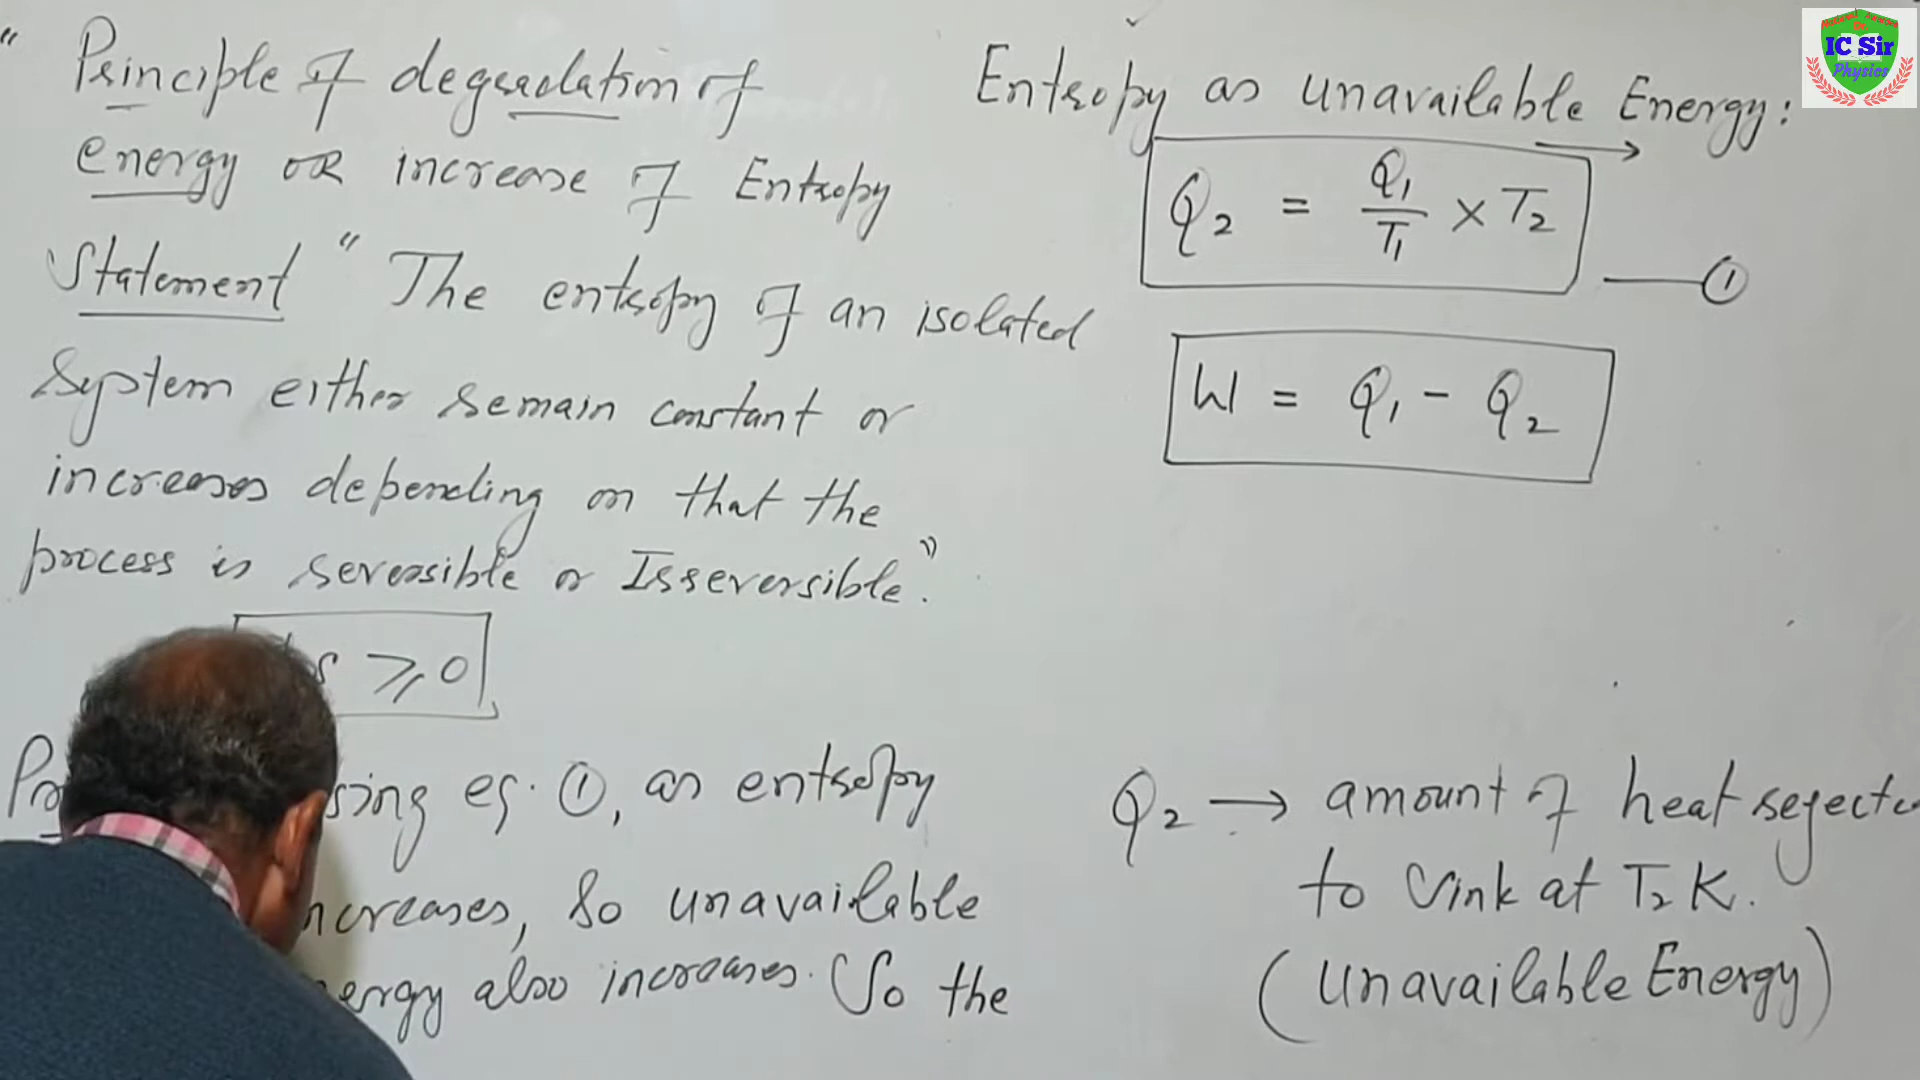 " Principle of degradation of
energy OR increase of Entropy
Statement " The entropy of an isolated
System either remain constant or
increases depending on that the
process is reversible or Irreversible."
s ⩾ 0
sing eq. ①, as entropy
ncreases, So unavailable
ergy also increases. So the
Entropy as unavailable Energy:
Q₂ = Q₁/T₁ × T₂
①
W = Q₁ - Q₂
Q₂ → amount of heat rejecte
to Sink at T₂ K.
(Unavailable Energy)
IC Sir
Physics